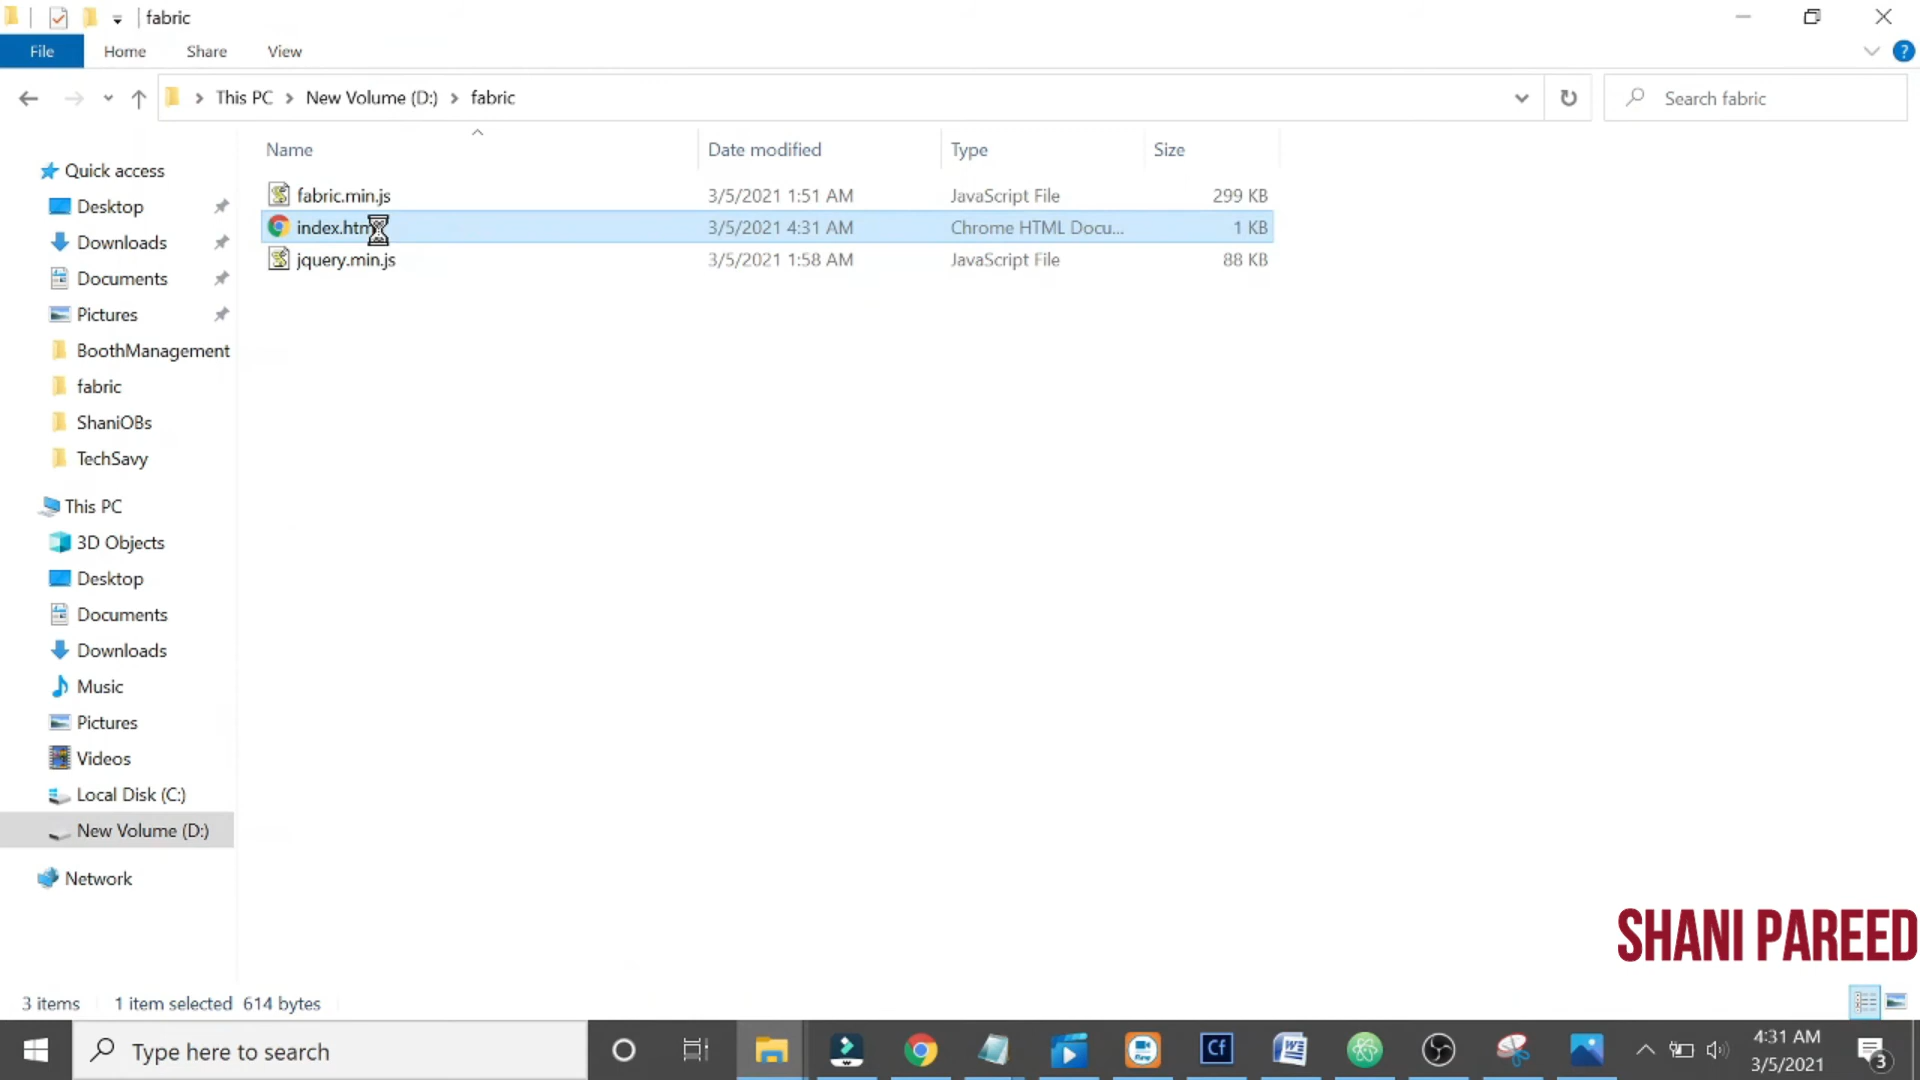 fabric
File Home Share View
This PC New Volume (D:) fabric
Search fabric
Name Date modified Type Size
fabric.min.js 3/5/2021 1:51 AM JavaScript File 299 KB
index.html 3/5/2021 4:31 AM Chrome HTML Docu... 1 KB
jquery.min.js 3/5/2021 1:58 AM JavaScript File 88 KB
Quick access
Desktop
Downloads
Documents
Pictures
BoothManagement
fabric
ShaniOBs
TechSavy
This PC
3D Objects
Desktop
Documents
Downloads
Music
Pictures
Videos
Local Disk (C:)
New Volume (D:)
Network
SHANI PAREED
3 items 1 item selected 614 bytes
Type here to search
Cf
4:31 AM
3/5/2021
3